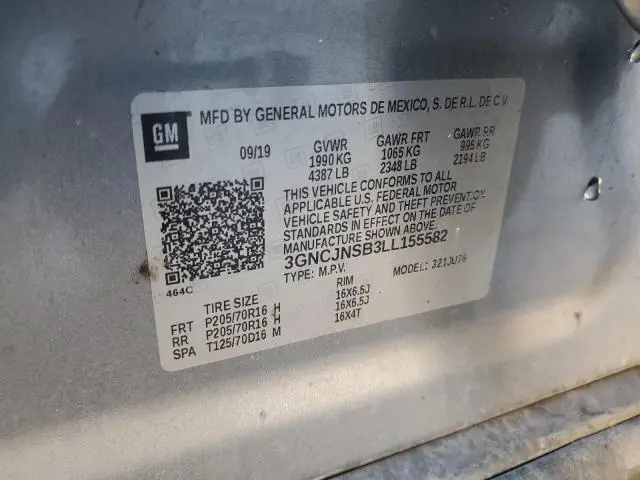 GM
MFD BY GENERAL MOTORS DE MEXICO, S. DE R.L. DE C.V
09/19 GVWR GAWR FRT GAWR RR
1990 KG 1065 KG 995 KG
4387 LB 2348 LB 2194 LB
THIS VEHICLE CONFORMS TO ALL
APPLICABLE U.S. FEDERAL MOTOR
VEHICLE SAFETY AND THEFT PREVENTION
STANDARDS IN EFFECT ON THE DATE OF
MANUFACTURE SHOWN ABOVE.
3GNCJNSB3LL155582
TYPE: M.P.V. MODEL: 321JU76
464C
TIRE SIZE RIM
FRT P205/70R16 H 16X6.5J
RR P205/70R16 H 16X6.5J
SPA T125/70D16 M 16X4T